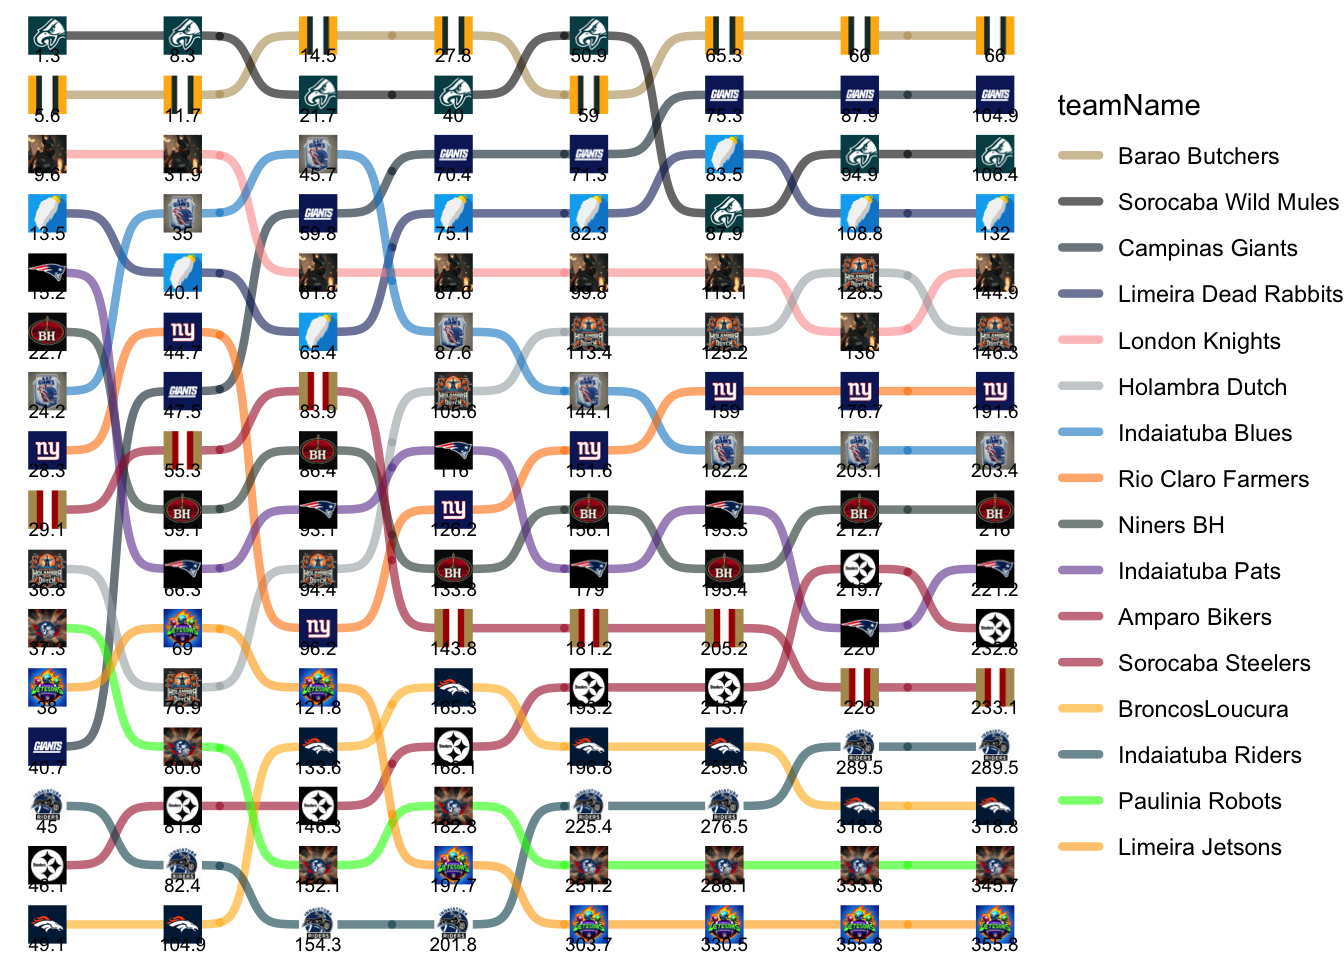 1.3 8.3 14.5 27.8 50.9 65.3 66 66
5.6 11.7 21.7 40 59 75.3 87.9 104.9
9.6 31.9 45.7 70.4 71.3 83.5 94.9 106.4
13.5 35 59.8 75.1 82.3 87.9 108.8 132
15.2 40.1 61.8 87.6 99.8 115.1 128.5 144.9
22.7 44.7 65.4 87.6 113.4 125.2 136 146.3
24.2 47.5 83.9 105.6 144.1 159 176.7 191.6
28.3 55.3 86.4 116 151.6 182.2 203.1 203.4
29.1 59.1 93.1 126.2 156.1 193.5 212.7 216
36.8 66.3 94.4 133.8 179 195.4 219.7 221.2
37.3 69 96.2 143.8 181.2 205.2 220 232.8
38 76.9 121.8 165.3 193.2 213.7 228 233.1
40.7 80.6 133.6 168.1 196.8 259.6 289.5 289.5
45 81.8 146.3 182.8 225.4 276.5 318.8 318.8
46.1 82.4 152.1 197.7 251.2 286.1 333.6 345.7
49.1 104.9 154.3 201.8 303.7 330.5 355.8 355.8
teamName
Barao Butchers
Sorocaba Wild Mules
Campinas Giants
Limeira Dead Rabbits
London Knights
Holambra Dutch
Indaiatuba Blues
Rio Claro Farmers
Niners BH
Indaiatuba Pats
Amparo Bikers
Sorocaba Steelers
BroncosLoucura
Indaiatuba Riders
Paulinia Robots
Limeira Jetsons